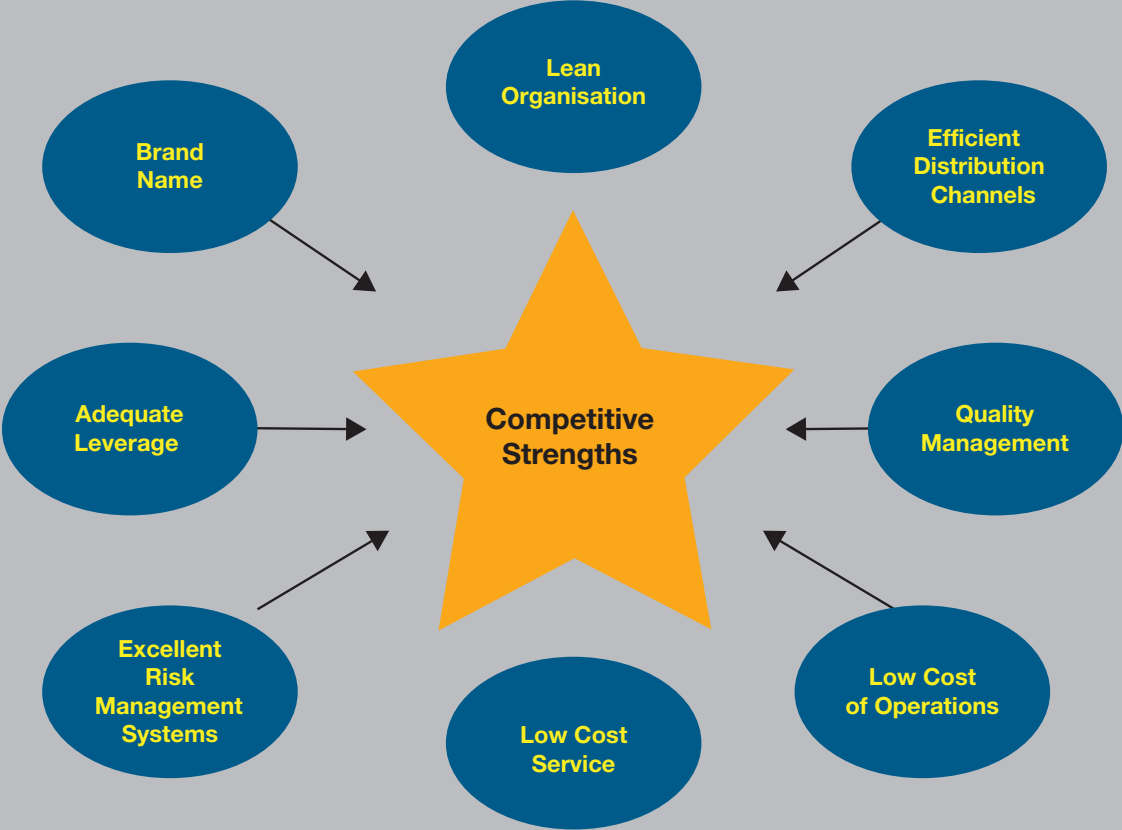 Lean
Organisation
Brand
Name
Efficient
Distribution
Channels
Adequate
Leverage
Competitive
Strengths
Quality
Management
Excellent
Risk
Management
Systems
Low Cost
Service
Low Cost
of Operations